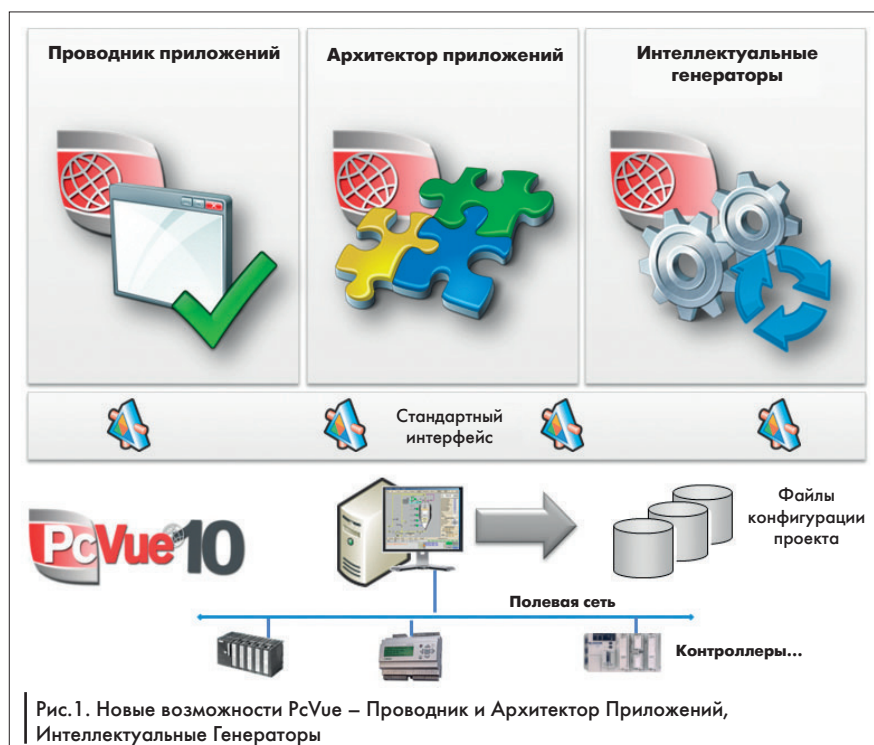 Проводник приложений
Архитектор приложений
Интеллектуальные
генераторы
Стандартный
интерфейс
PcVue 10
Файлы
конфигурации
проекта
Полевая сеть
Контроллеры...
Рис.1. Новые возможности PcVue – Проводник и Архитектор Приложений,
Интеллектуальные Генераторы